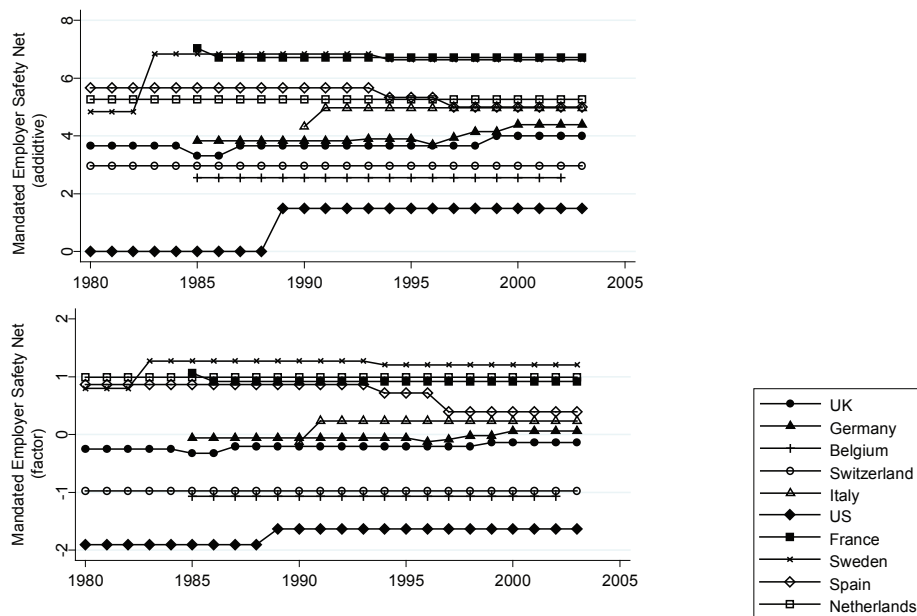 Mandated Employer Safety Net
(addidtive)
8
6
4
2
0
1980 1985 1990 1995 2000 2005
Mandated Employer Safety Net
(factor)
2
1
0
-1
-2
1980 1985 1990 1995 2000 2005
UK
Germany
Belgium
Switzerland
Italy
US
France
Sweden
Spain
Netherlands